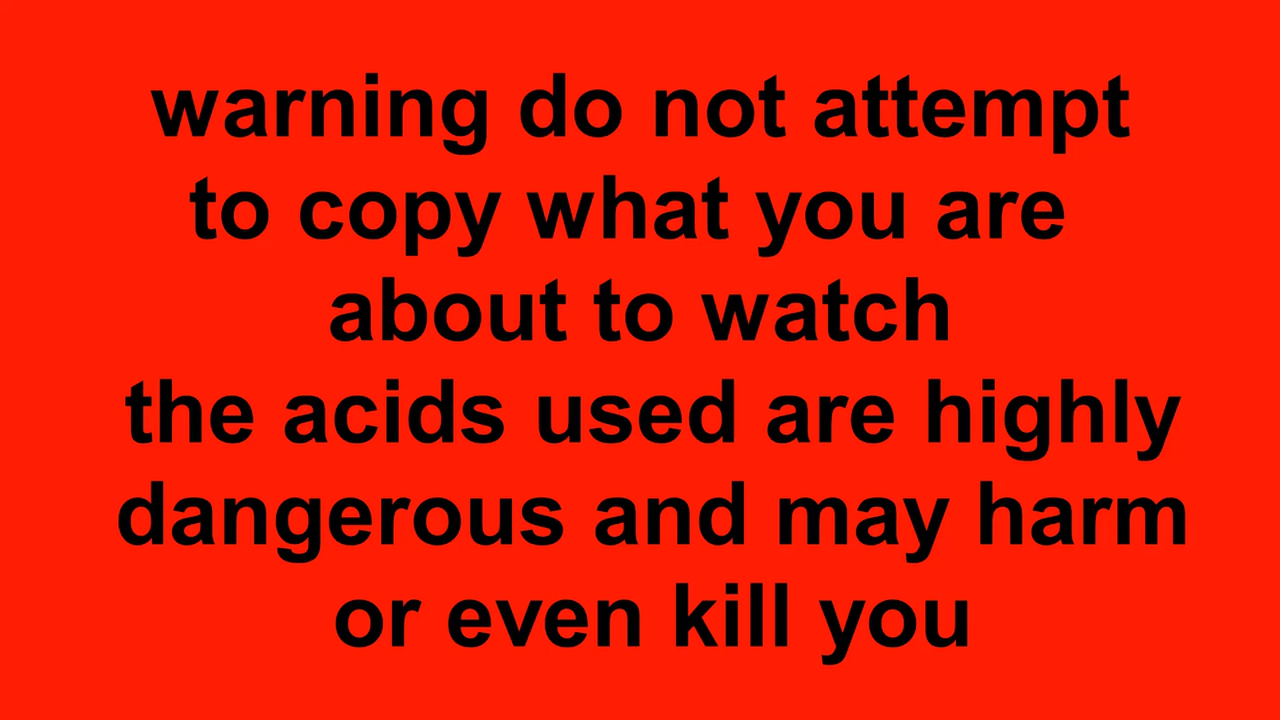 warning do not attempt
to copy what you are
about to watch
the acids used are highly
dangerous and may harm
or even kill you